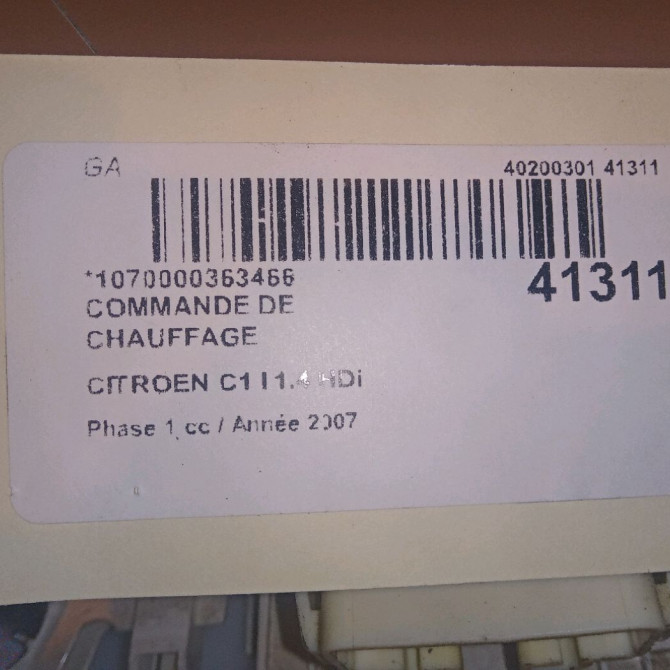 GA
40200301 41311
*1070000363466
41311
COMMANDE DE
CHAUFFAGE
CITROEN C1 I 1.4 HDi
Phase 1 cc / Année 2007